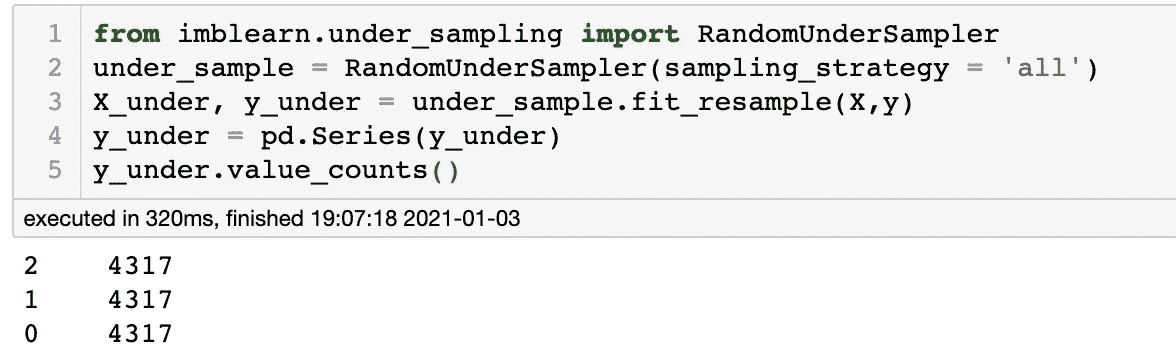 1 from imblearn.under_sampling import RandomUnderSampler
2 under_sample = RandomUnderSampler(sampling_strategy = 'all')
3 X_under, y_under = under_sample.fit_resample(X,y)
4 y_under = pd.Series(y_under)
5 y_under.value_counts()
executed in 320ms, finished 19:07:18 2021-01-03
2 4317
1 4317
0 4317